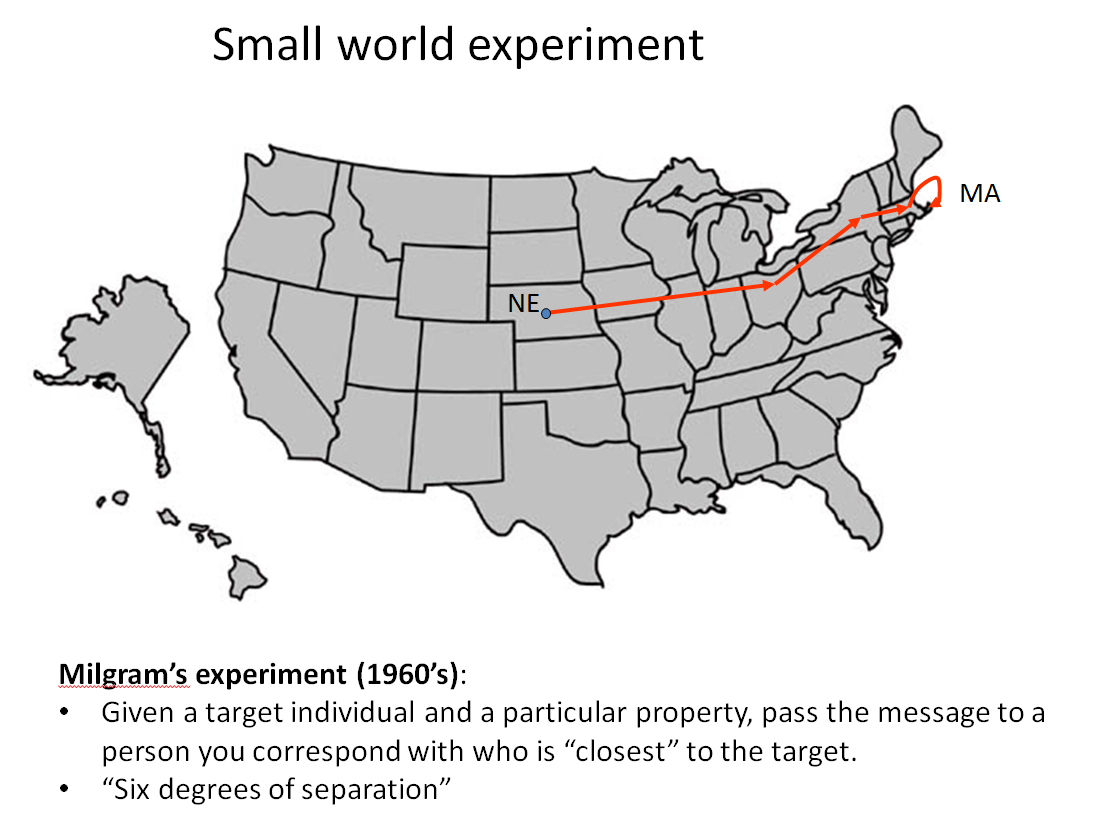 Small world experiment
MA
NE
Milgram’s experiment (1960’s):
• Given a target individual and a particular property, pass the message to a
person you correspond with who is “closest” to the target.
• “Six degrees of separation”